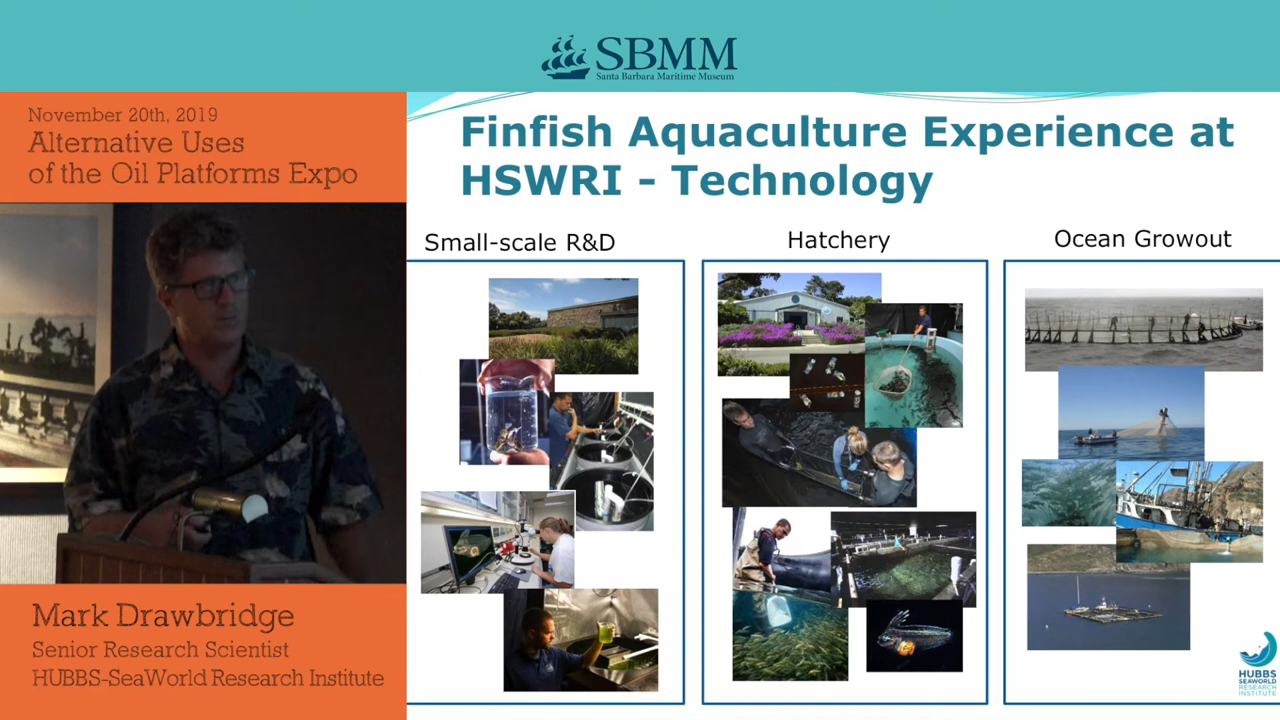 SBMM
Santa Barbara Maritime Museum
November 20th, 2019
Alternative Uses
of the Oil Platforms Expo
Finfish Aquaculture Experience at
HSWRI - Technology
Small-scale R&D
Hatchery
Ocean Growout
Mark Drawbridge
Senior Research Scientist
HUBBS-SeaWorld Research Institute
HUBBS
SEAWORLD
RESEARCH
INSTITUTE